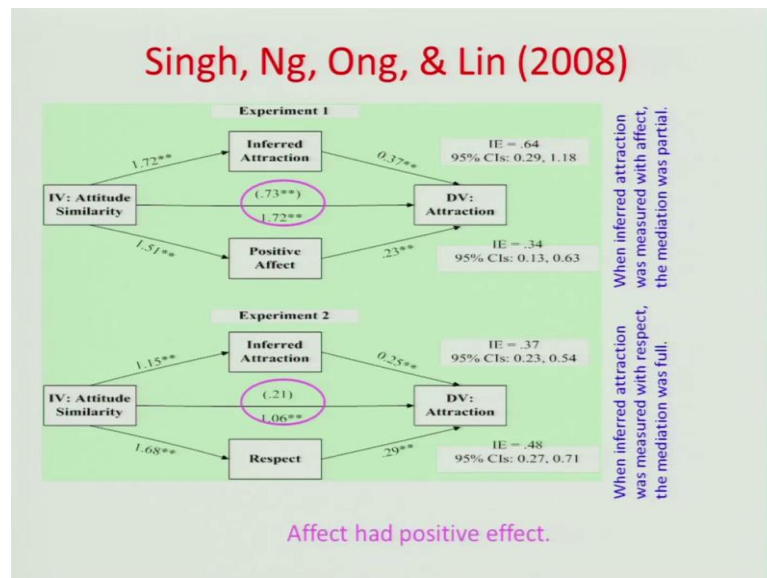 Singh, Ng, Ong, & Lin (2008)
Experiment 1
Inferred
Attraction
1.72**
0.37**
IE = .64
95% CIs: 0.29, 1.18
IV: Attitude
Similarity
(.73**)
1.72**
DV:
Attraction
1.51**
Positive
Affect
.23**
IE = .34
95% CIs: 0.13, 0.63
When inferred attraction
was measured with affect,
the mediation was partial.
Experiment 2
Inferred
Attraction
1.15**
0.25**
IE = .37
95% CIs: 0.23, 0.54
IV: Attitude
Similarity
(.21)
1.06**
DV:
Attraction
1.68**
Respect
.29**
IE = .48
95% CIs: 0.27, 0.71
When inferred attraction
was measured with respect,
the mediation was full.
Affect had positive effect.